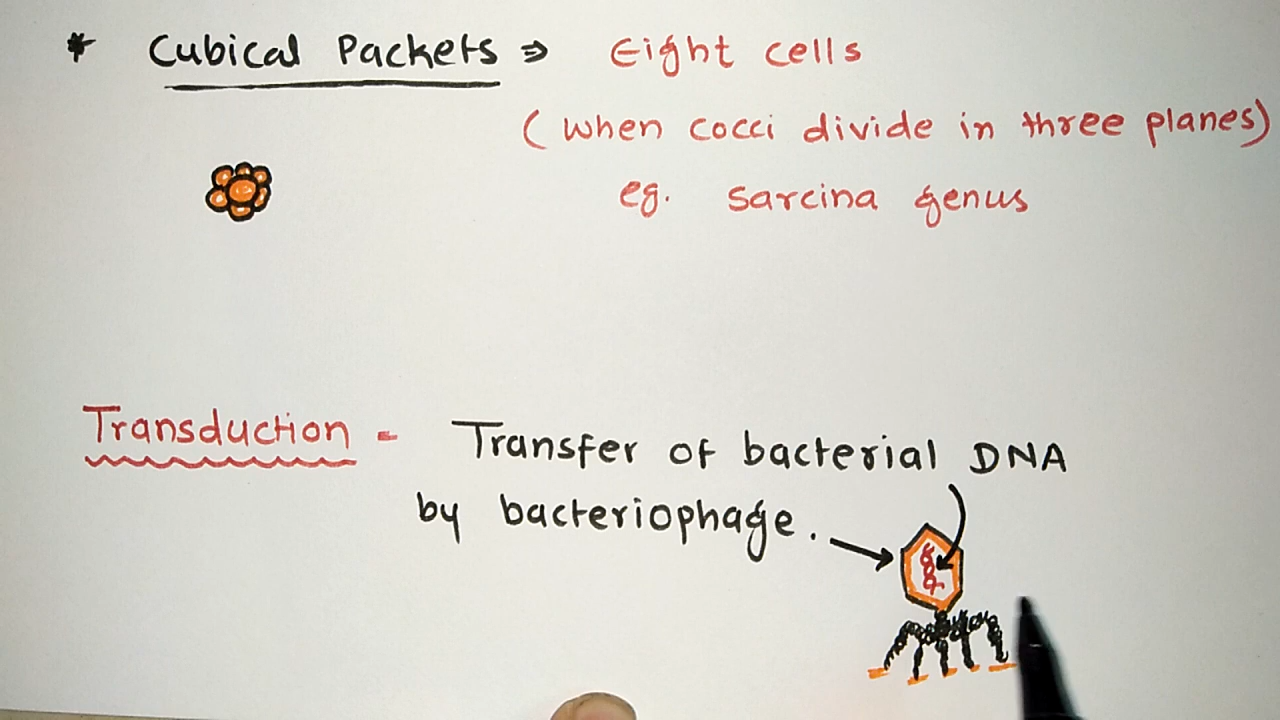 * Cubical Packets ⇒ Eight cells
(when cocci divide in three planes)
eg. Sarcina genus
Transduction - Transfer of bacterial DNA
by bacteriophage.